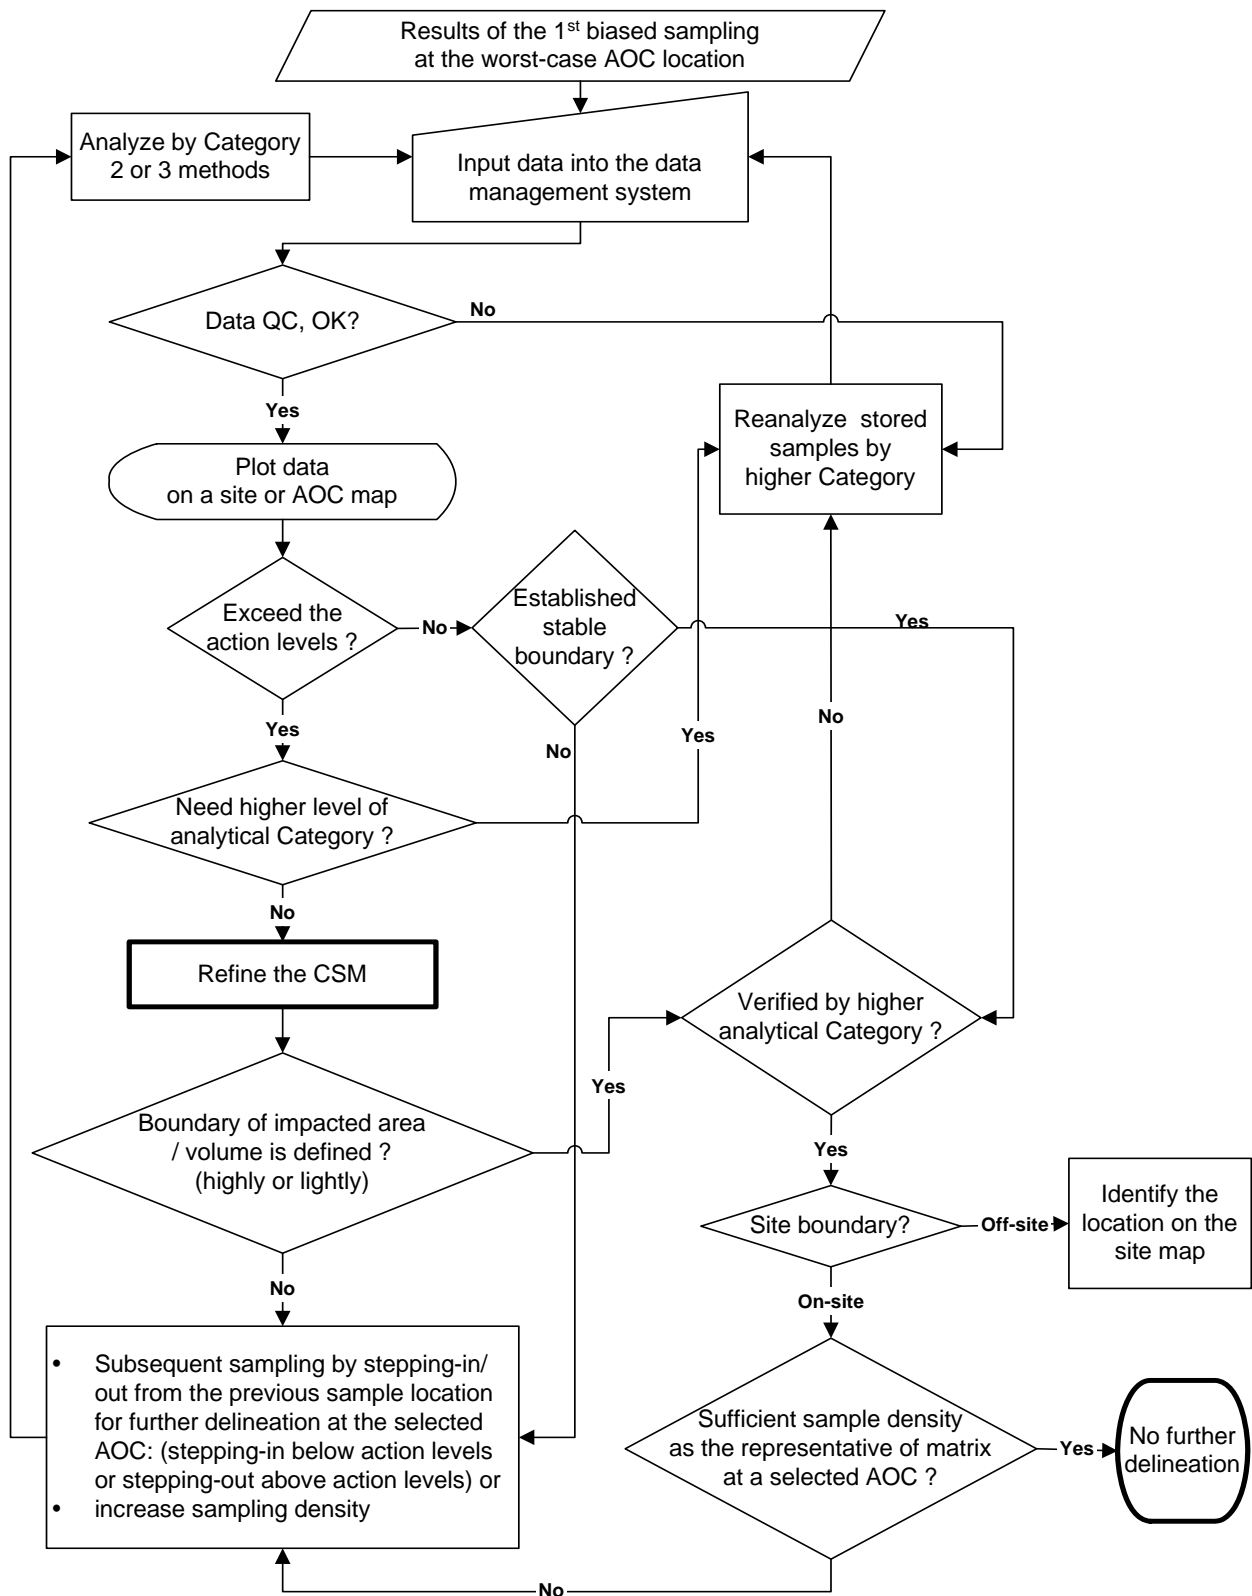 Results of the 1st biased sampling
at the worst-case AOC location
Analyze by Category
2 or 3 methods
Input data into the data
management system
Data QC, OK?
No
Yes
Reanalyze stored
samples by
higher Category
Plot data
on a site or AOC map
Exceed the
action levels ?
No
Established
stable
boundary ?
Yes
No
Yes
No
Yes
Need higher level of
analytical Category ?
No
Refine the CSM
Verified by higher
analytical Category ?
Yes
Boundary of impacted area
/ volume is defined ?
(highly or lightly)
Yes
Site boundary?
Off-site
Identify the
location on the
site map
No
On-site
• Subsequent sampling by stepping-in/
out from the previous sample location
for further delineation at the selected
AOC: (stepping-in below action levels
or stepping-out above action levels) or
• increase sampling density
Sufficient sample density
as the representative of matrix
at a selected AOC ?
Yes
No further
delineation
No